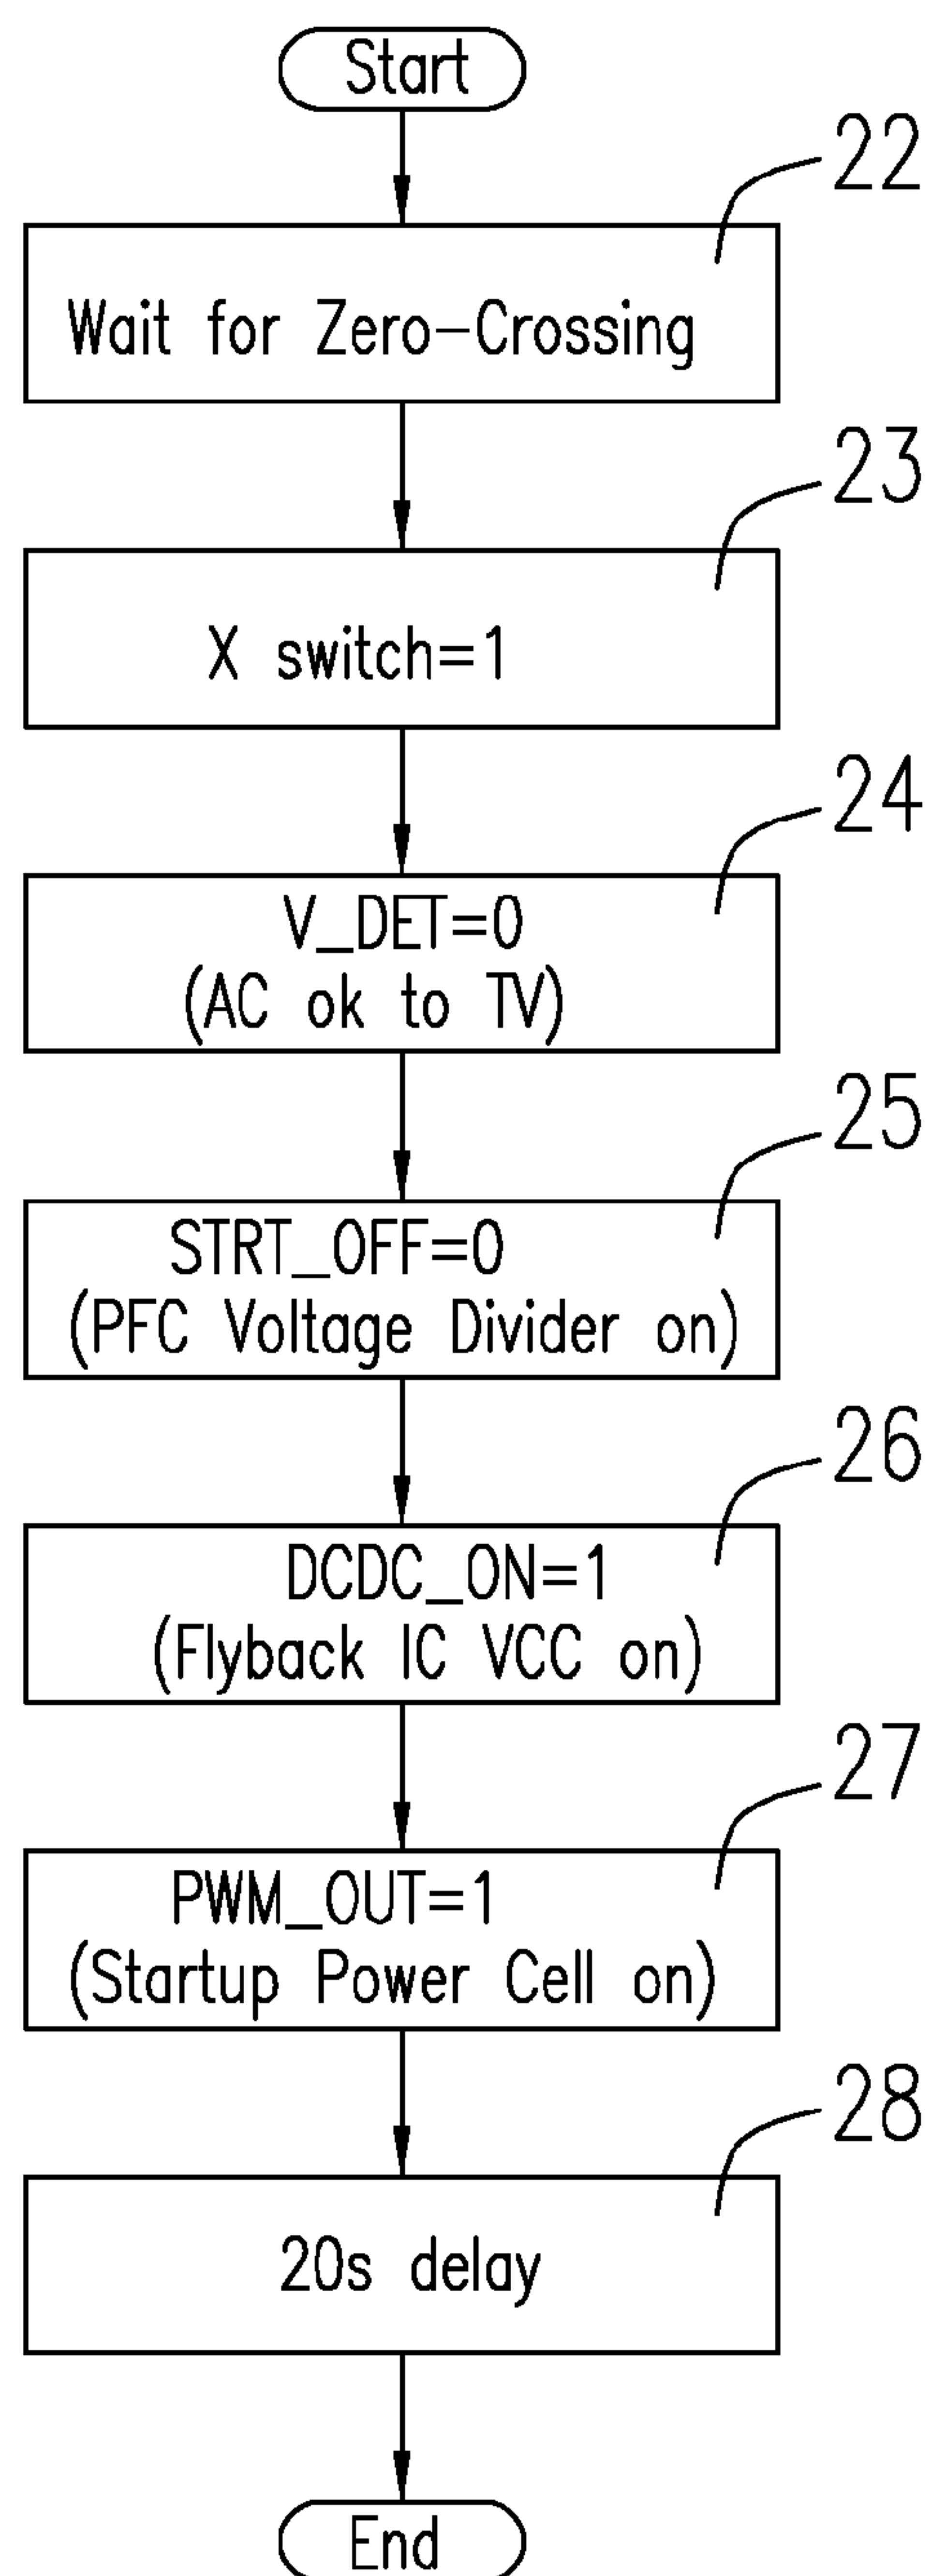 Start
22
Wait for Zero-Crossing
23
X switch=1
24
V_DET=0
(AC ok to TV)
25
STRT_OFF=0
(PFC Voltage Divider on)
26
DCDC_ON=1
(Flyback IC VCC on)
27
PWM_OUT=1
(Startup Power Cell on)
28
20s delay
End